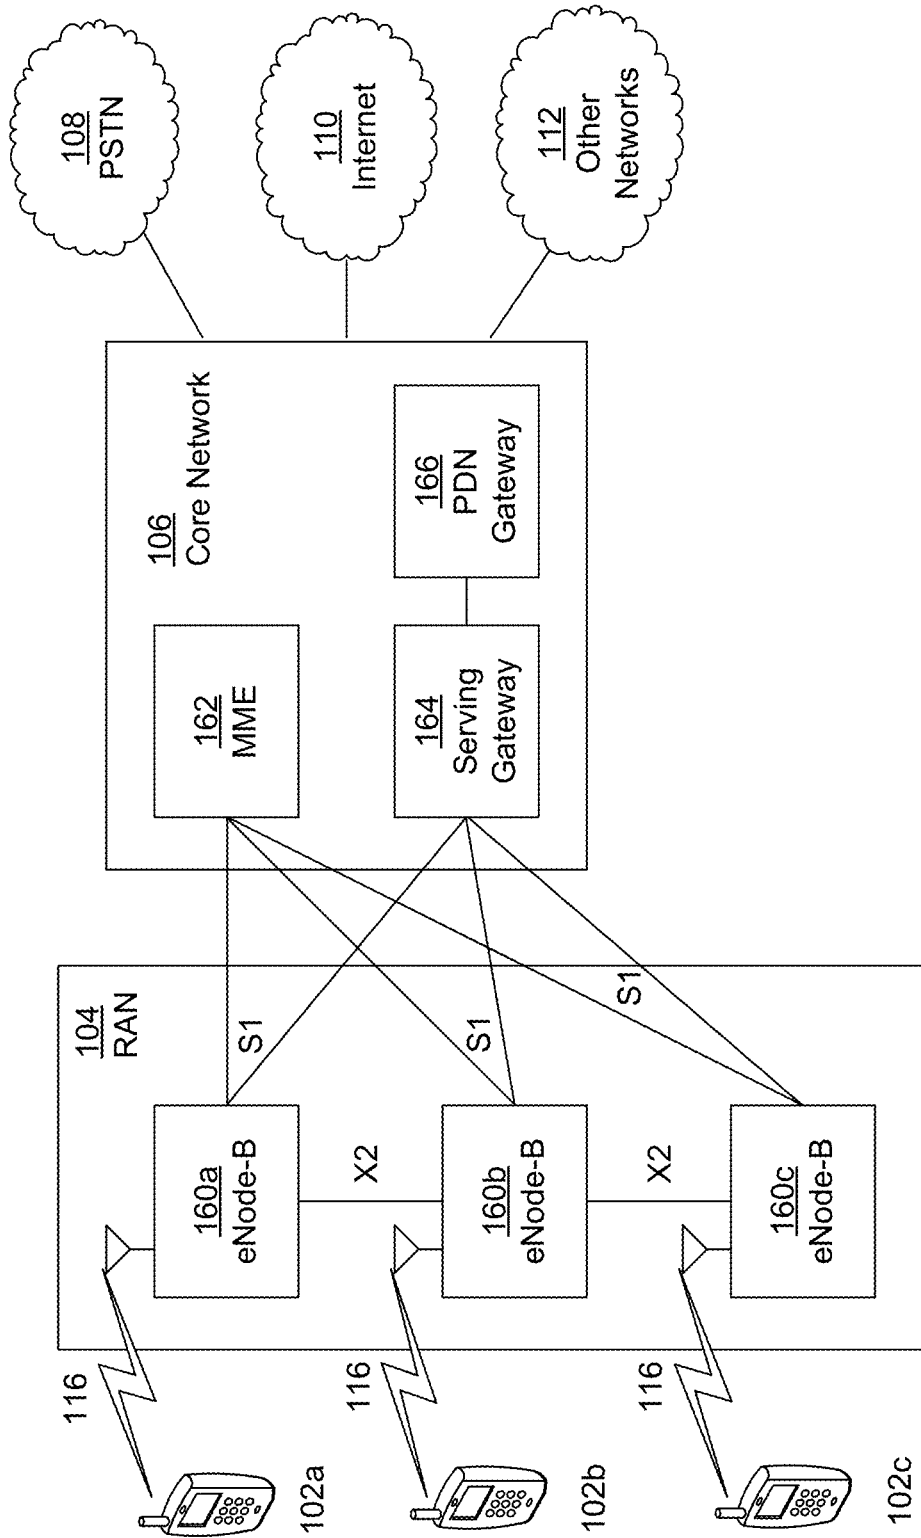 116
102a
116
102b
116
102c
104
RAN
160a
eNode-B
X2
160b
eNode-B
X2
160c
eNode-B
S1
S1
S1
106
Core Network
162
MME
164
Serving
Gateway
166
PDN
Gateway
108
PSTN
110
Internet
112
Other
Networks